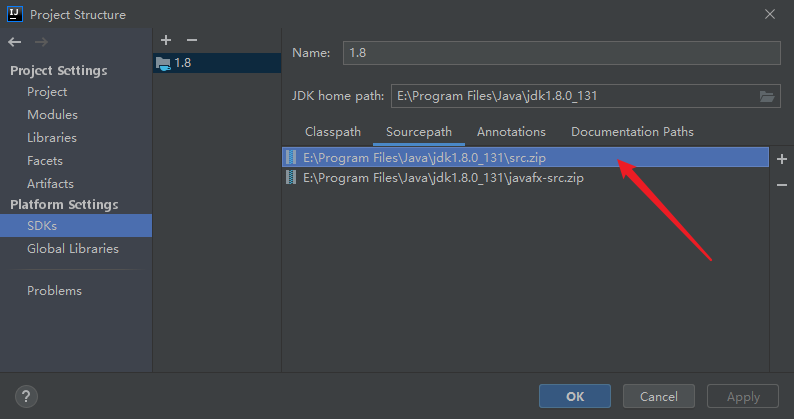 Project Structure
Project Settings
Project
Modules
Libraries
Facets
Artifacts
Platform Settings
SDKs
Global Libraries
Problems
1.8
Name: 1.8
JDK home path: E:\Program Files\Java\jdk1.8.0_131
Classpath Sourcepath Annotations Documentation Paths
E:\Program Files\Java\jdk1.8.0_131\src.zip
E:\Program Files\Java\jdk1.8.0_131\javafx-src.zip
? OK Cancel Apply